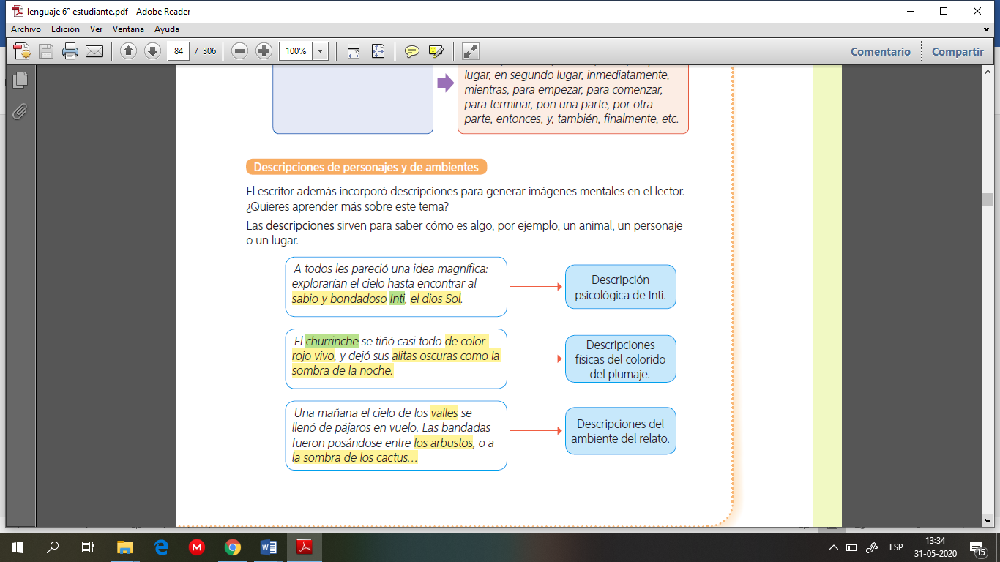 lenguaje 6° estudiante.pdf - Adobe Reader
Archivo Edición Ver Ventana Ayuda
84 / 306 100% Comentario Compartir
lugar, en segundo lugar, inmediatamente,
mientras, para empezar, para comenzar,
para terminar, pon una parte, por otra
parte, entonces, y, también, finalmente, etc.
Descripciones de personajes y de ambientes
El escritor además incorporó descripciones para generar imágenes mentales en el lector.
¿Quieres aprender más sobre este tema?
Las descripciones sirven para saber cómo es algo, por ejemplo, un animal, un personaje
o un lugar.
A todos les pareció una idea magnífica:
explorarían el cielo hasta encontrar al
sabio y bondadoso Inti, el dios Sol.
Descripción
psicológica de Inti.
El churrinche se tiñó casi todo de color
rojo vivo, y dejó sus alitas oscuras como la
sombra de la noche.
Descripciones
físicas del colorido
del plumaje.
Una mañana el cielo de los valles se
llenó de pájaros en vuelo. Las bandadas
fueron posándose entre los arbustos, o a
la sombra de los cactus...
Descripciones del
ambiente del relato.
ESP
13:34
31-05-2020
15